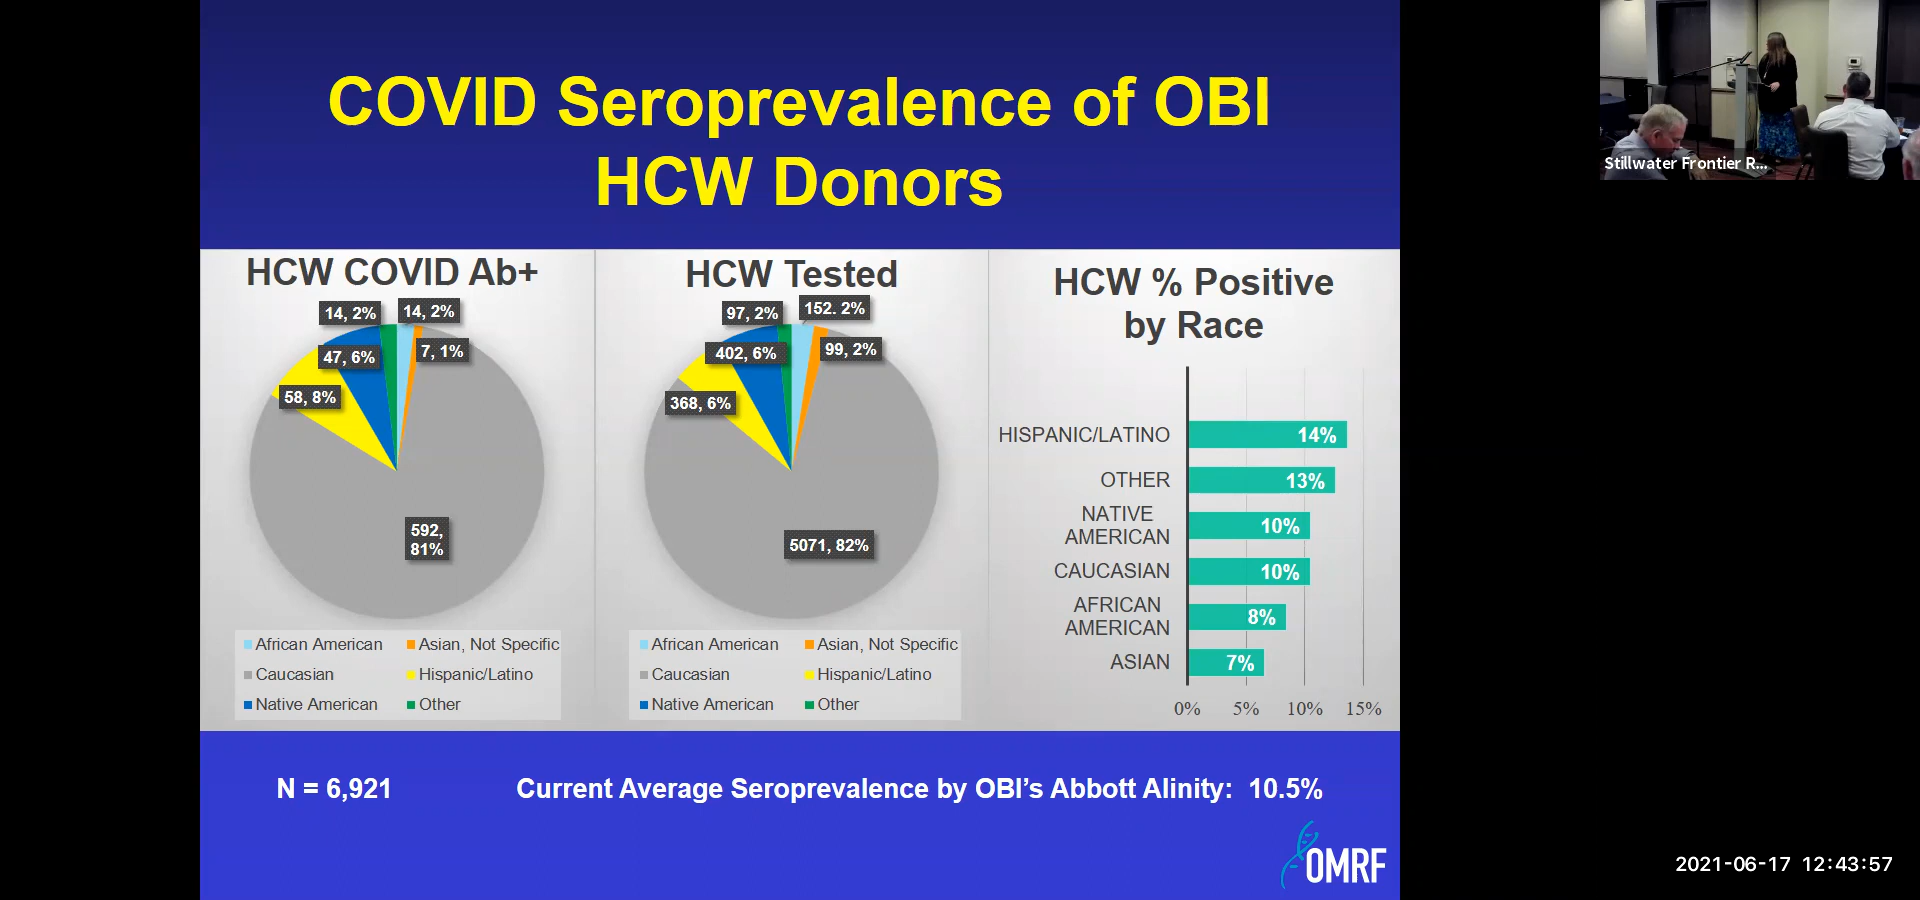 COVID Seroprevalence of OBI
HCW Donors
HCW COVID Ab+
14, 2%
14, 2%
47, 6%
7, 1%
58, 8%
592,
81%
African American
Asian, Not Specific
Caucasian
Hispanic/Latino
Native American
Other
HCW Tested
97, 2%
152. 2%
402, 6%
99, 2%
368, 6%
5071, 82%
African American
Asian, Not Specific
Caucasian
Hispanic/Latino
Native American
Other
HCW % Positive
by Race
HISPANIC/LATINO
14%
OTHER
13%
NATIVE
AMERICAN
10%
CAUCASIAN
10%
AFRICAN
AMERICAN
8%
ASIAN
7%
0% 5% 10% 15%
N = 6,921
Current Average Seroprevalence by OBI's Abbott Alinity: 10.5%
OMRF
Stillwater Frontier R...
2021-06-17 12:43:57